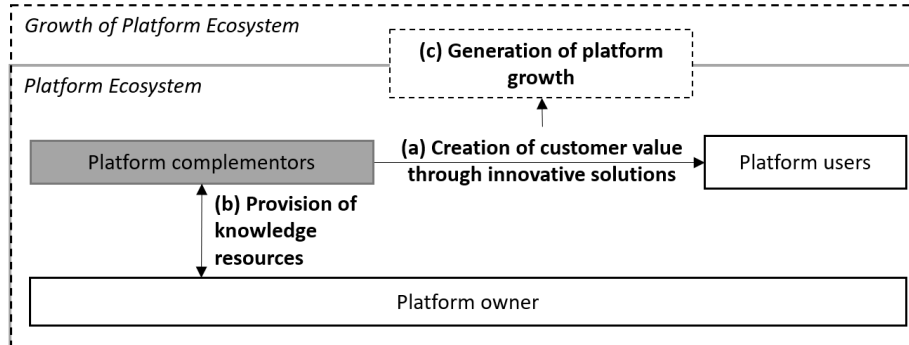 Growth of Platform Ecosystem
(c) Generation of platform
growth
Platform Ecosystem
Platform complementors
(a) Creation of customer value
through innovative solutions
Platform users
(b) Provision of
knowledge
resources
Platform owner